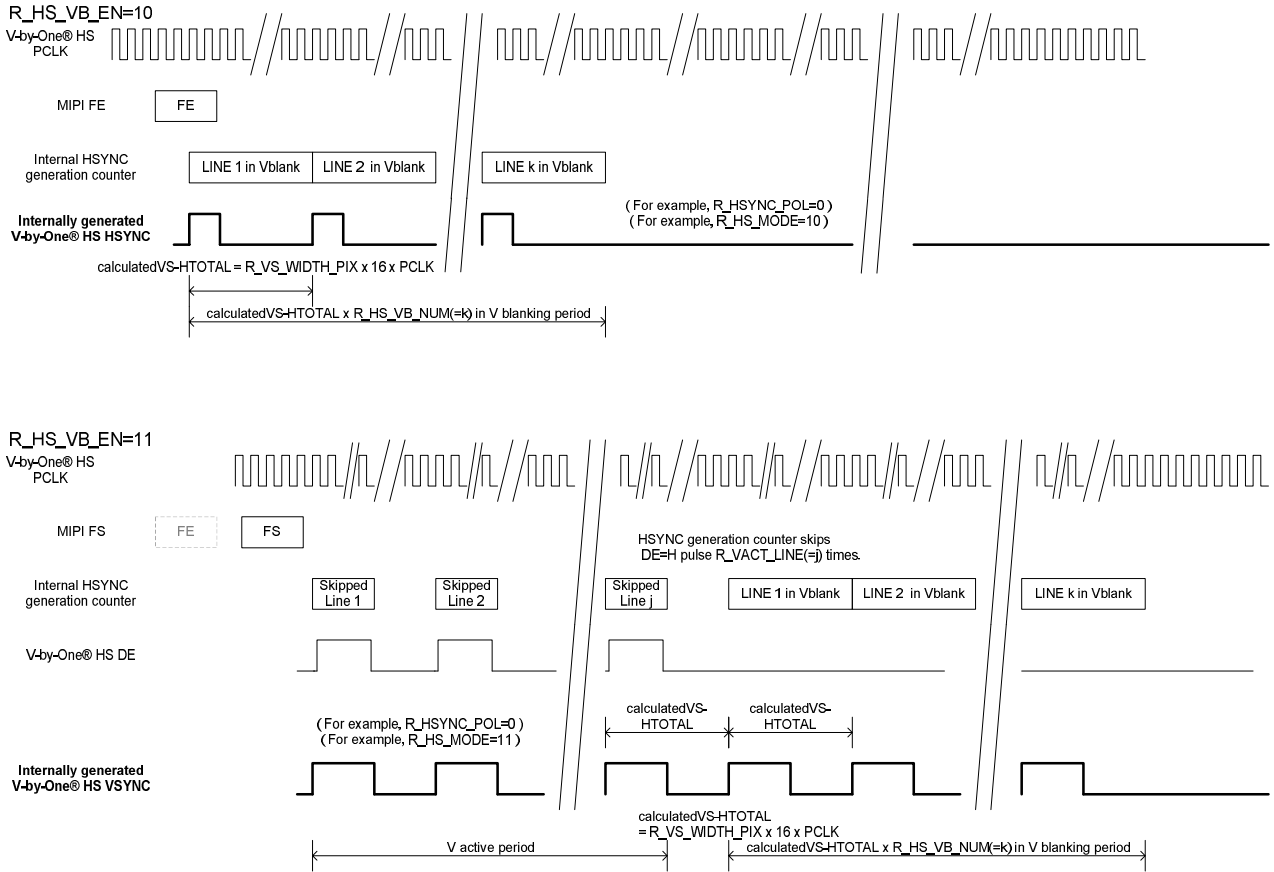 R_HS_VB_EN=10
V-by-One® HS
PCLK
MIPI FE
FE
Internal HSYNC
generation counter
LINE 1 in Vblank
LINE 2 in Vblank
LINE k in Vblank
Internally generated
V-by-One® HS HSYNC
( For example, R_HSYNC_POL=0 )
( For example, R_HS_MODE=10 )
calculatedVS-HTOTAL = R_VS_WIDTH_PIX x 16 x PCLK
calculatedVS-HTOTAL x R_HS_VB_NUM(=k) in V blanking period
R_HS_VB_EN=11
V-by-One® HS
PCLK
MIPI FS
FE
FS
HSYNC generation counter skips
DE=H pulse R_VACT_LINE(=j) times.
Internal HSYNC
generation counter
Skipped
Line 1
Skipped
Line 2
Skipped
Line j
LINE 1 in Vblank
LINE 2 in Vblank
LINE k in Vblank
V-by-One® HS DE
( For example, R_HSYNC_POL=0 )
( For example, R_HS_MODE=11 )
calculatedVS-
HTOTAL
calculatedVS-
HTOTAL
Internally generated
V-by-One® HS VSYNC
calculatedVS-HTOTAL
= R_VS_WIDTH_PIX x 16 x PCLK
V active period
calculatedVS-HTOTAL x R_HS_VB_NUM(=k) in V blanking period